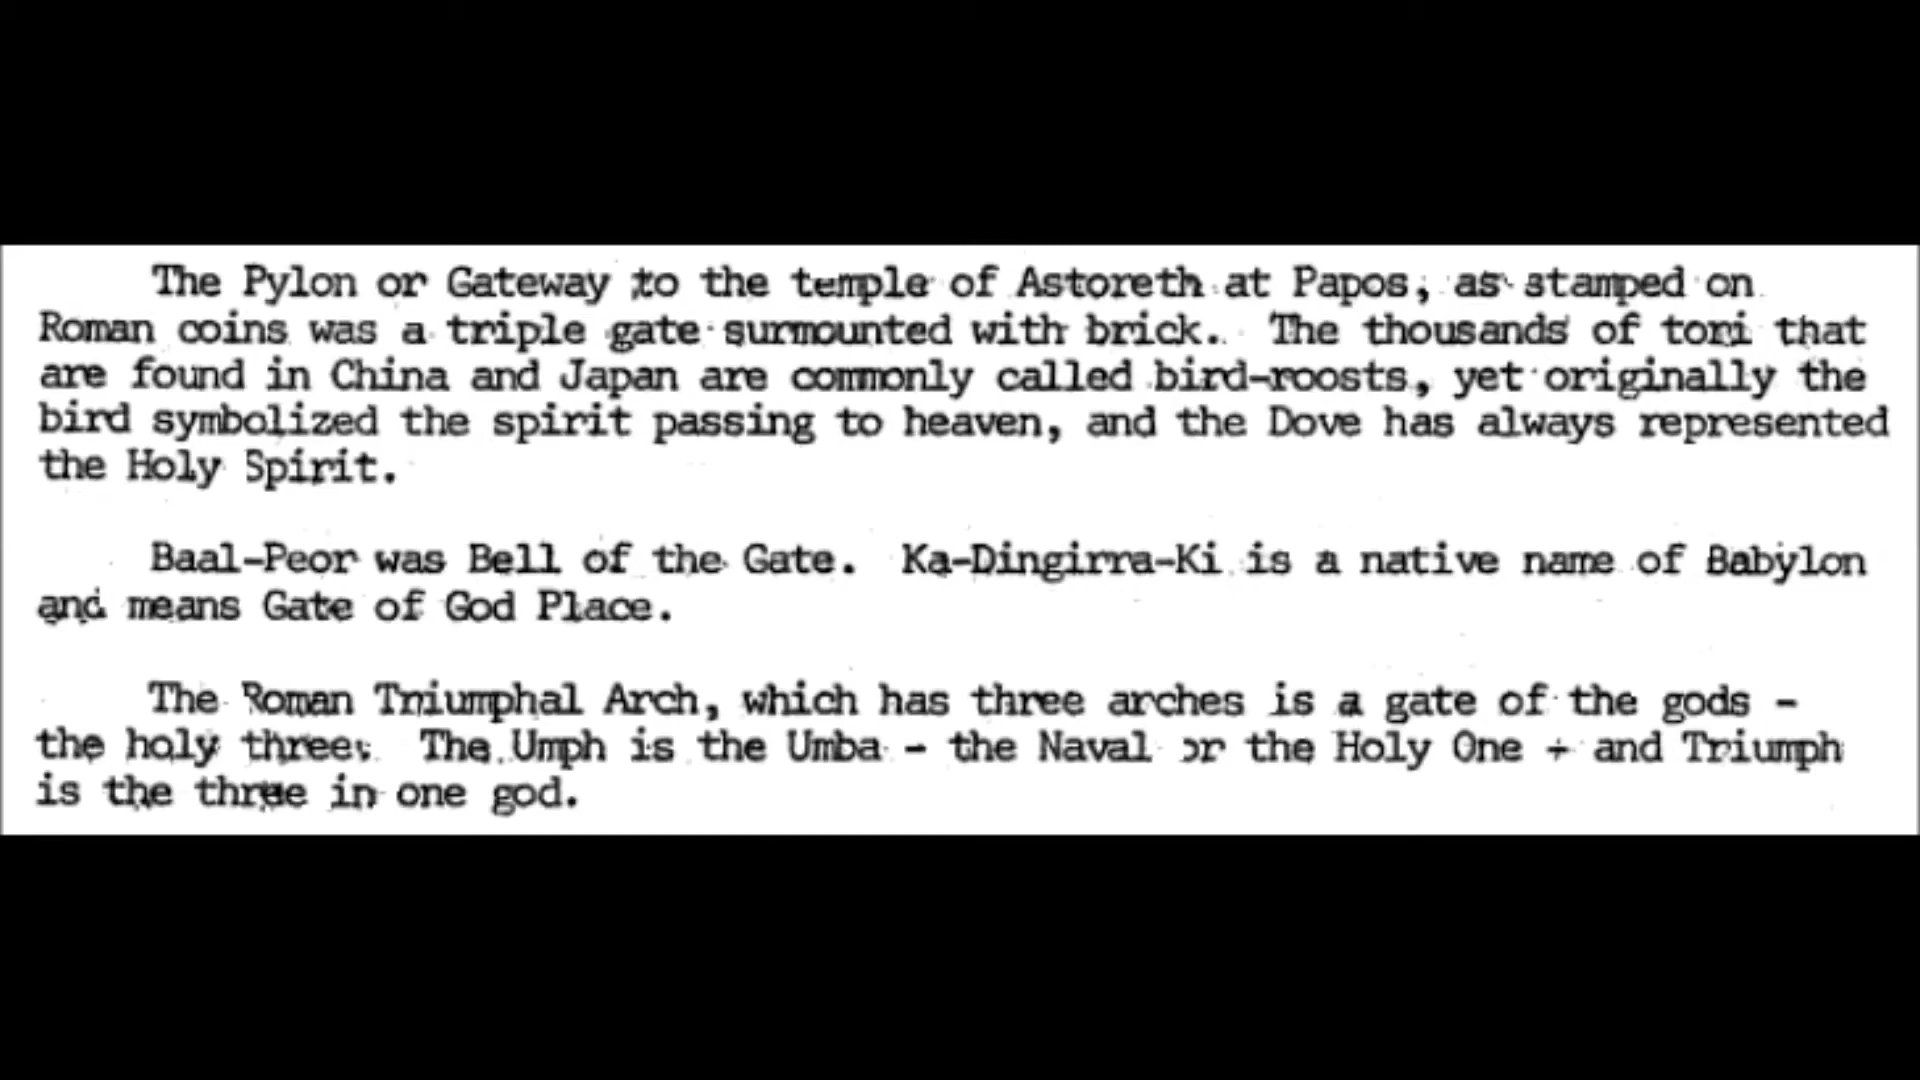 The Pylon or Gateway to the temple of Astoreth at Papos, as stamped on
Roman coins was a triple gate surmounted with brick. The thousands of tori that
are found in China and Japan are commonly called bird-roosts, yet originally the
bird symbolized the spirit passing to heaven, and the Dove has always represented
the Holy Spirit.
Baal-Peor was Bell of the Gate. Ka-Dingirra-Ki is a native name of Babylon
and means Gate of God Place.
The Roman Triumphal Arch, which has three arches is a gate of the gods -
the holy three. The Umph is the Umba - the Naval or the Holy One - and Triumph
is the three in one god.